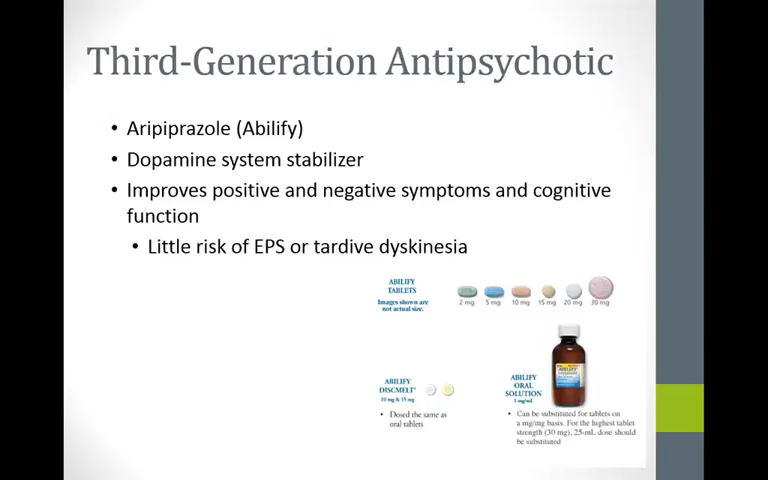 Third-Generation Antipsychotic
• Aripiprazole (Abilify)
• Dopamine system stabilizer
• Improves positive and negative symptoms and cognitive
function
• Little risk of EPS or tardive dyskinesia
ABILIFY
TABLETS
Images shown are
not actual size.
2 mg 5 mg 10 mg 15 mg 20 mg 30 mg
ABILIFY
DISCMELT
10 mg & 15 mg
• Dosed the same as
oral tablets
ABILIFY
ORAL
SOLUTION
1 mg/mL
ABILIFY
• Can be substituted for tablets on
a mg/mg basis. For the highest tablet
strength (30 mg), 25-mL dose should
be substituted